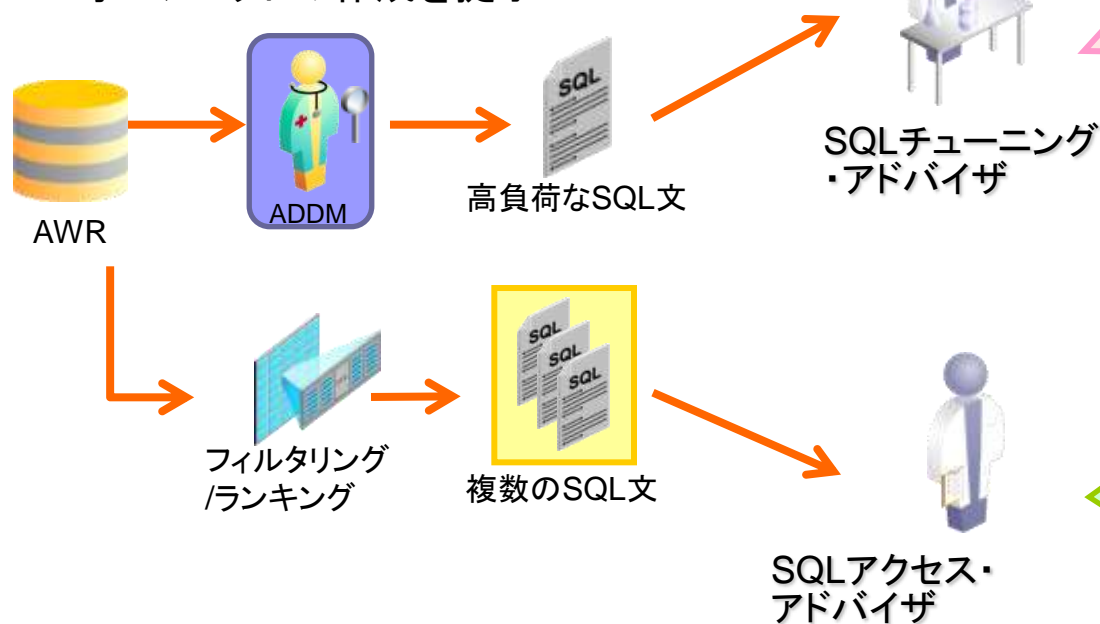 AWR
ADDM
SQL
高負荷なSQL文
SQLチューニング
・アドバイザ
フィルタリング
/ランキング
SQL
SQL
SQL
複数のSQL文
SQLアクセス・
アドバイザ